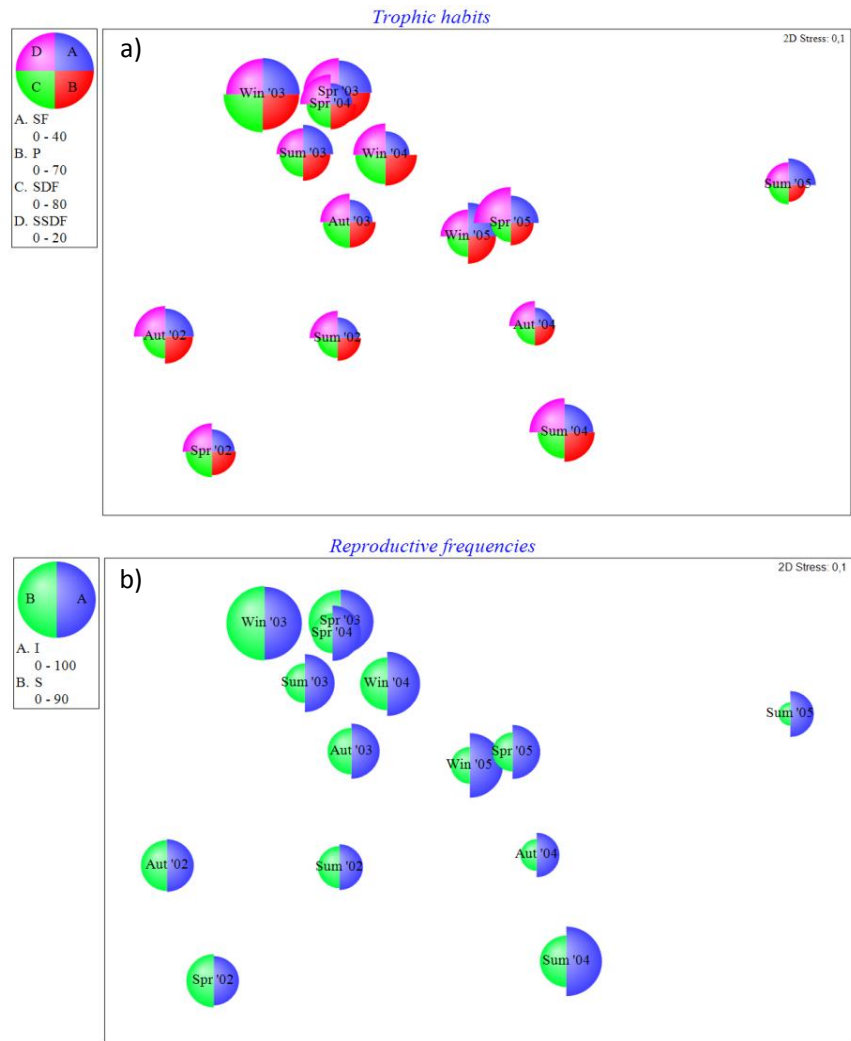 Trophic habits
a)
2D Stress: 0,1
D A
C B
A. SF
0 - 40
B. P
0 - 70
C. SDF
0 - 80
D. SSDF
0 - 20
Win '03
Spr '03
Spr '04
Sum '03
Win '04
Sum '05
Aut '03
Spr '05
Win '05
Aut '02
Sum '02
Aut '04
Spr '02
Sum '04
Reproductive frequencies
b)
2D Stress: 0,1
B A
A. I
0 - 100
B. S
0 - 90
Win '03
Spr '03
Spr '04
Sum '03
Win '04
Sum '05
Aut '03
Spr '05
Win '05
Aut '02
Sum '02
Aut '04
Spr '02
Sum '04